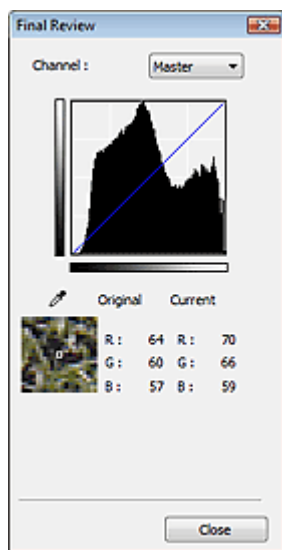 Final Review
Channel : Master
Original Current
R : 64 R : 70
G : 60 G : 66
B : 57 B : 59
Close